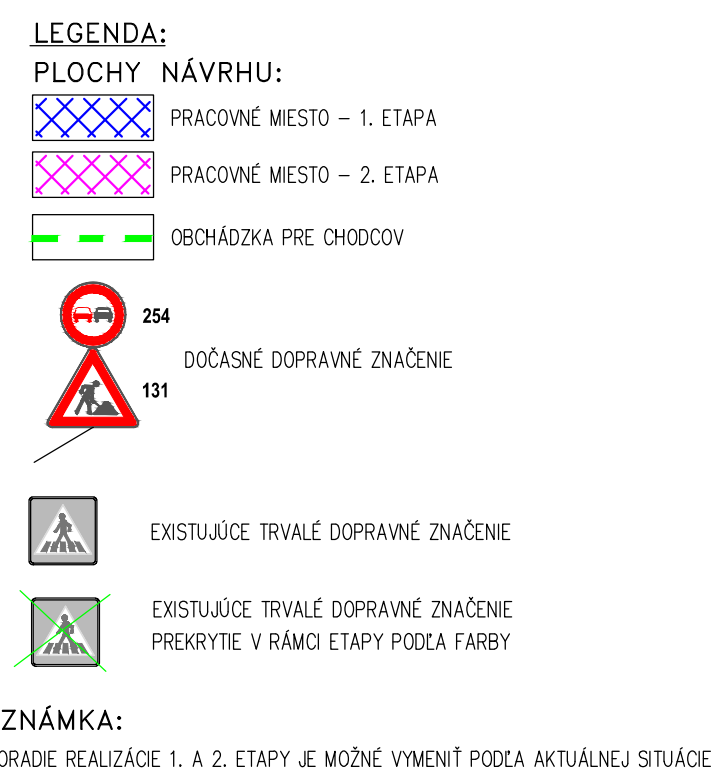 LEGENDA:
PLOCHY NÁVRHU:
PRACOVNÉ MIESTO – 1. ETAPA
PRACOVNÉ MIESTO – 2. ETAPA
OBCHÁDZKA PRE CHODCOV
254
DOČASNÉ DOPRAVNÉ ZNAČENIE
131
EXISTUJÚCE TRVALÉ DOPRAVNÉ ZNAČENIE
EXISTUJÚCE TRVALÉ DOPRAVNÉ ZNAČENIE
PREKRYTIE V RÁMCI ETAPY PODĽA FARBY
ZNÁMKA:
ORADIE REALIZÁCIE 1. A 2. ETAPY JE MOŽNÉ VYMENIŤ PODĽA AKTUÁLNEJ SITUÁCIE